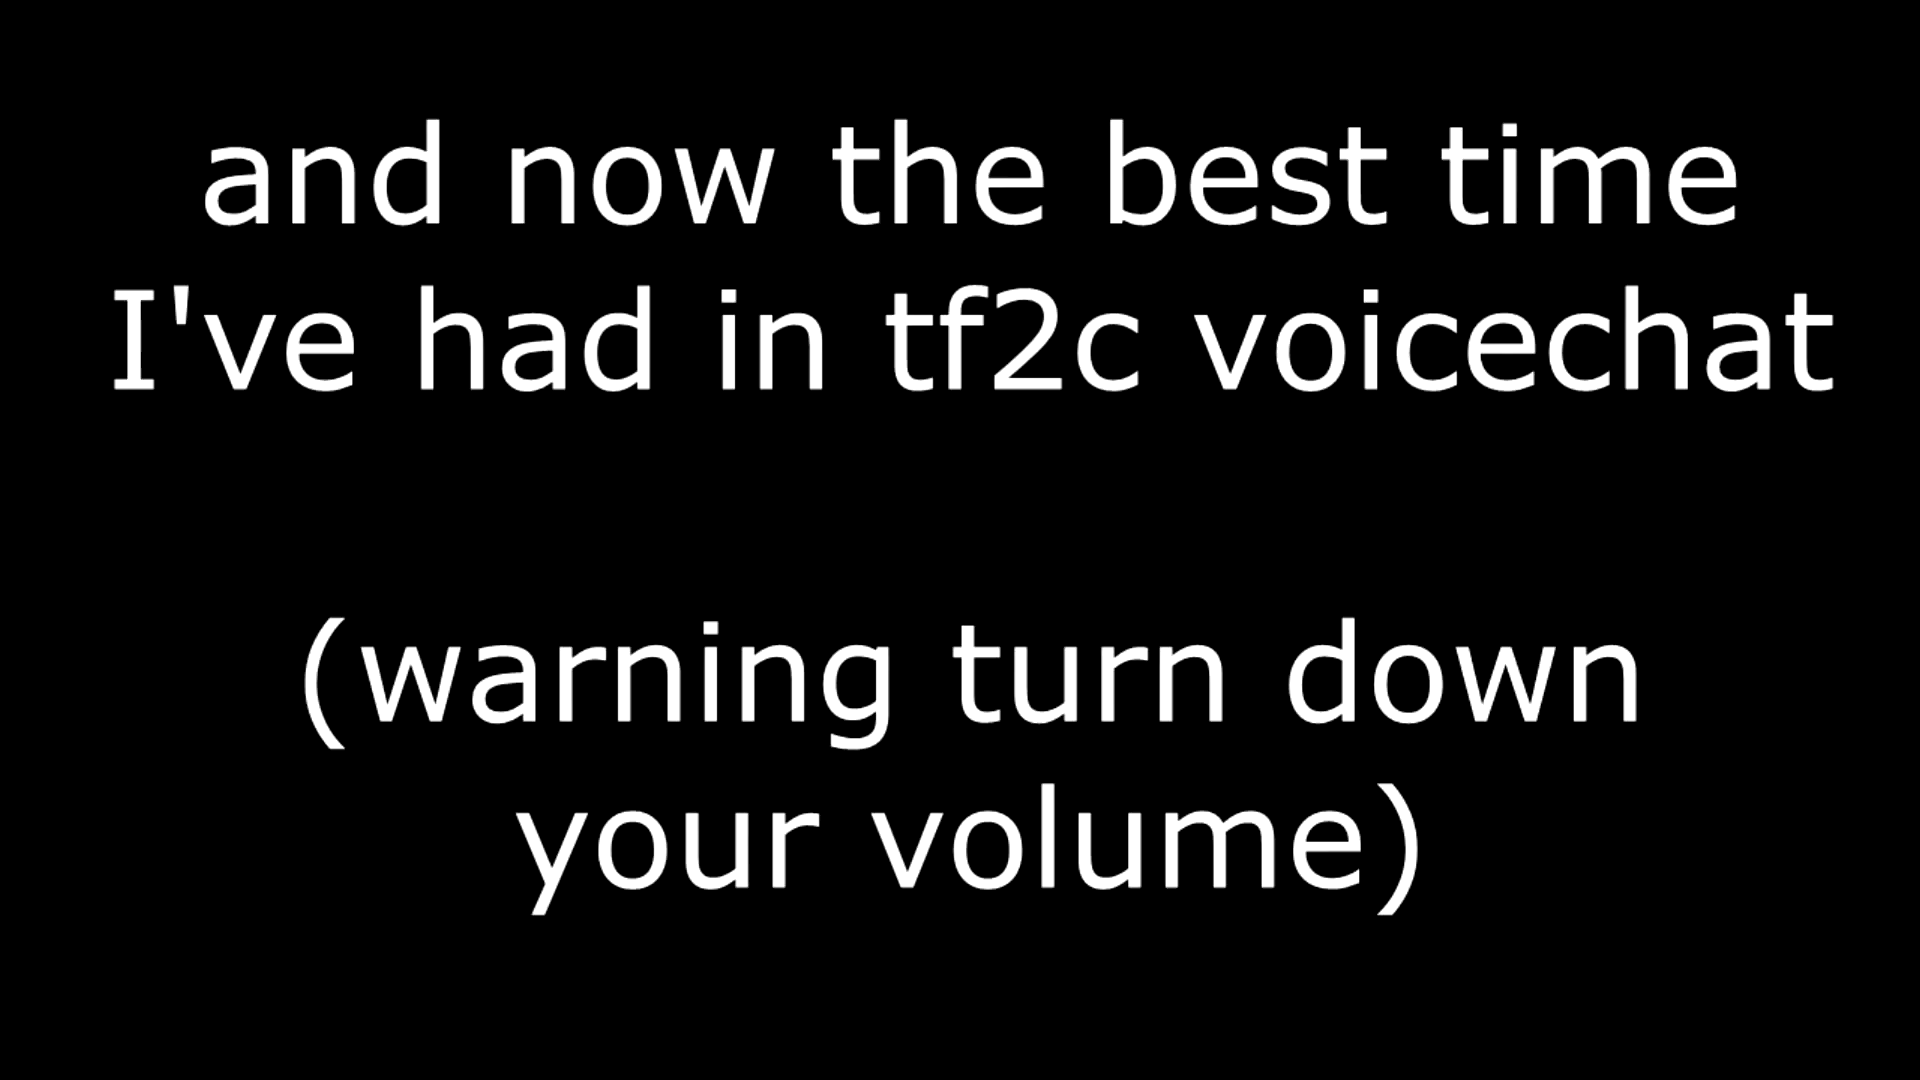 and now the best time
I've had in tf2c voicechat
(warning turn down
your volume)